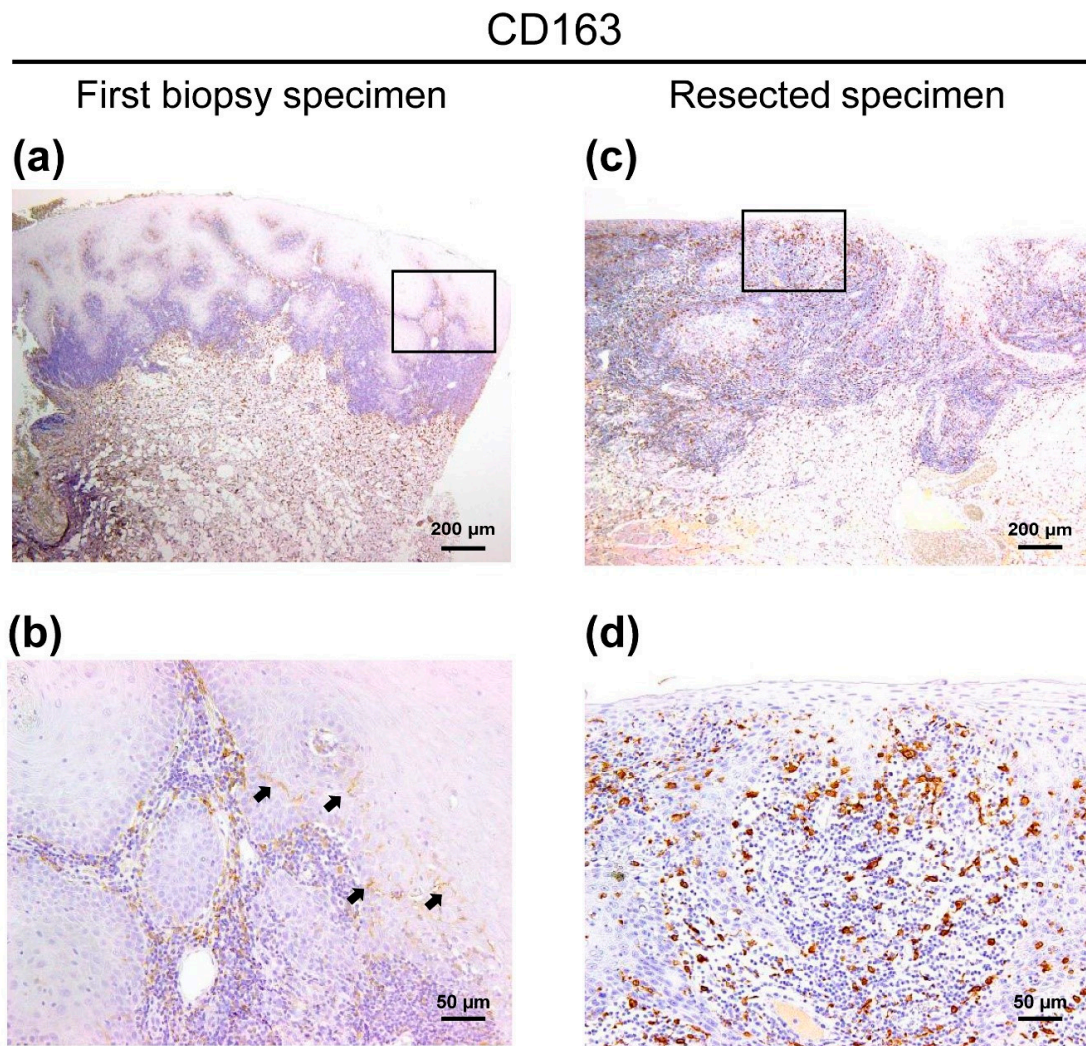 CD163
First biopsy specimen
Resected specimen
(a)
(c)
200 µm
200 µm
(b)
(d)
50 µm
50 µm